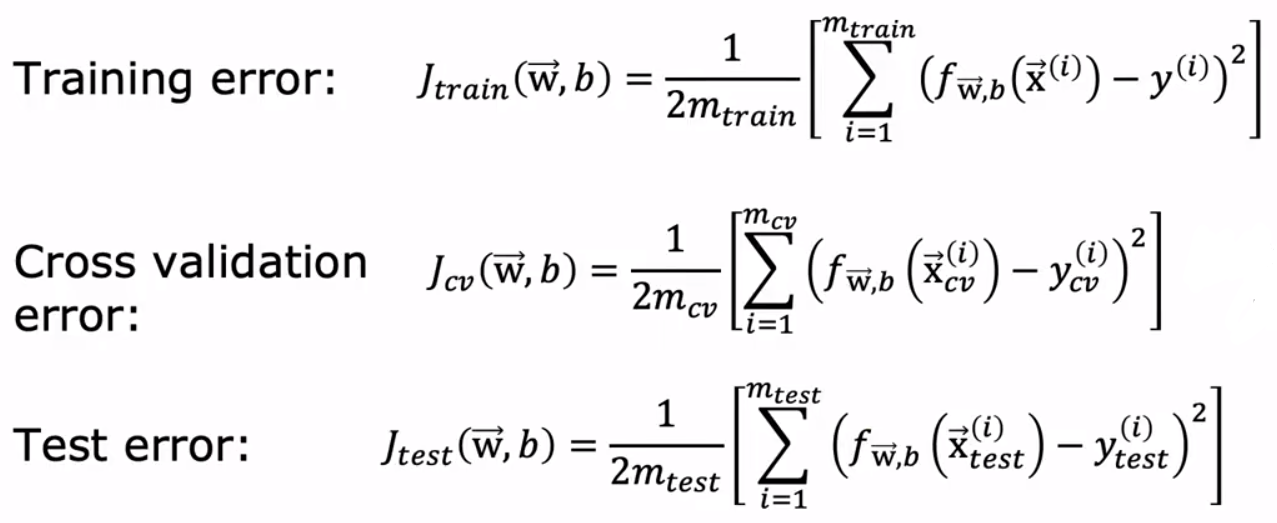 Training error: $J_{train}(\vec{w}, b) = \frac{1}{2m_{train}} \left[ \sum_{i=1}^{m_{train}} \left( f_{\vec{w},b}(\vec{x}^{(i)}) - y^{(i)} \right)^2 \right]$
Cross validation error: $J_{cv}(\vec{w}, b) = \frac{1}{2m_{cv}} \left[ \sum_{i=1}^{m_{cv}} \left( f_{\vec{w},b}\left(\vec{x}_{cv}^{(i)}\right) - y_{cv}^{(i)} \right)^2 \right]$
Test error: $J_{test}(\vec{w}, b) = \frac{1}{2m_{test}} \left[ \sum_{i=1}^{m_{test}} \left( f_{\vec{w},b}\left(\vec{x}_{test}^{(i)}\right) - y_{test}^{(i)} \right)^2 \right]$